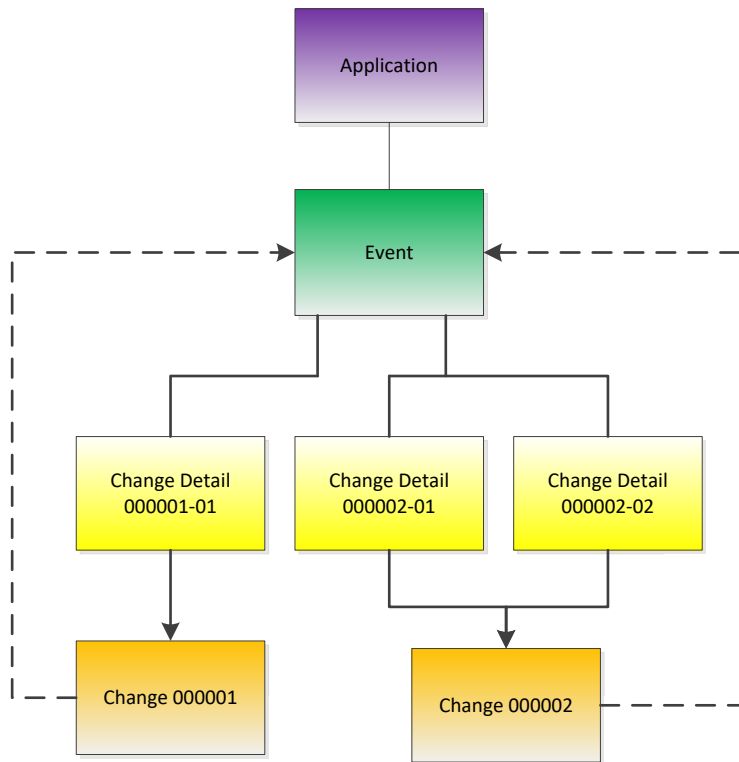 Application
Event
Change Detail
000001-01
Change Detail
000002-01
Change Detail
000002-02
Change 000001
Change 000002